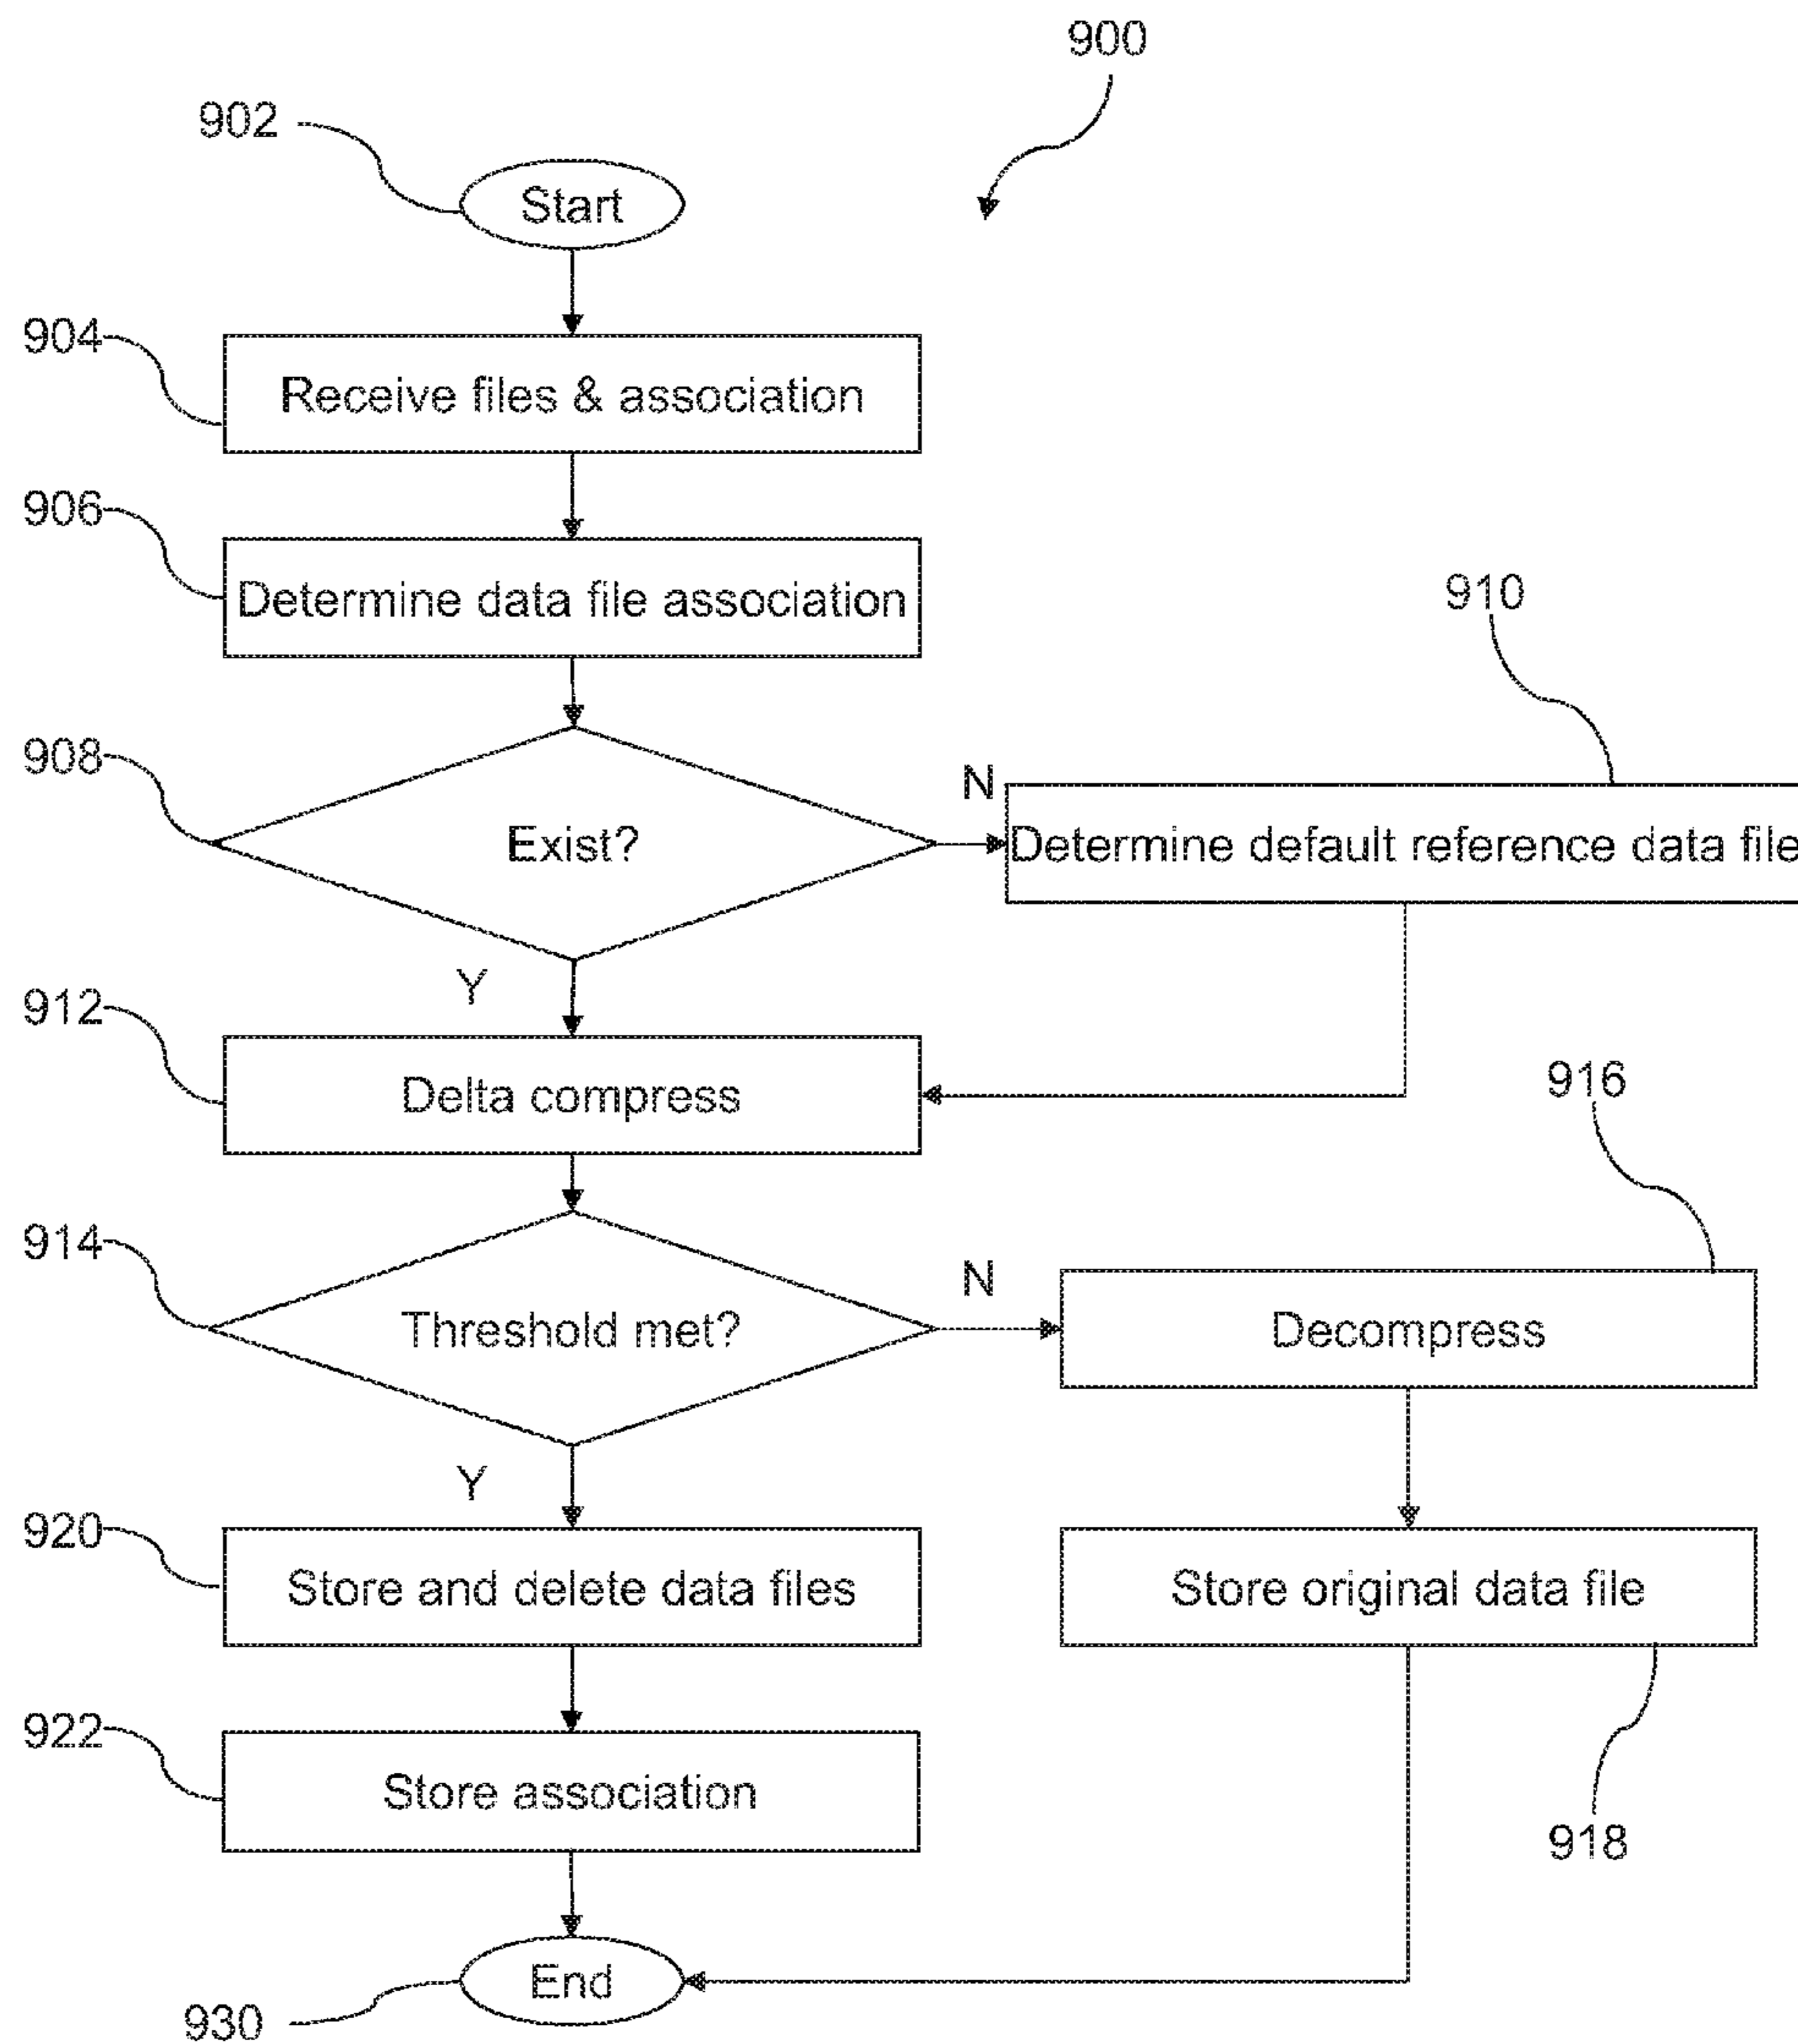 900
902
Start
904
Receive files & association
906
Determine data file association
910
908
Exist?
N
Determine default reference data file
Y
912
Delta compress
916
914
Threshold met?
N
Decompress
Y
920
Store and delete data files
Store original data file
922
Store association
918
End
930